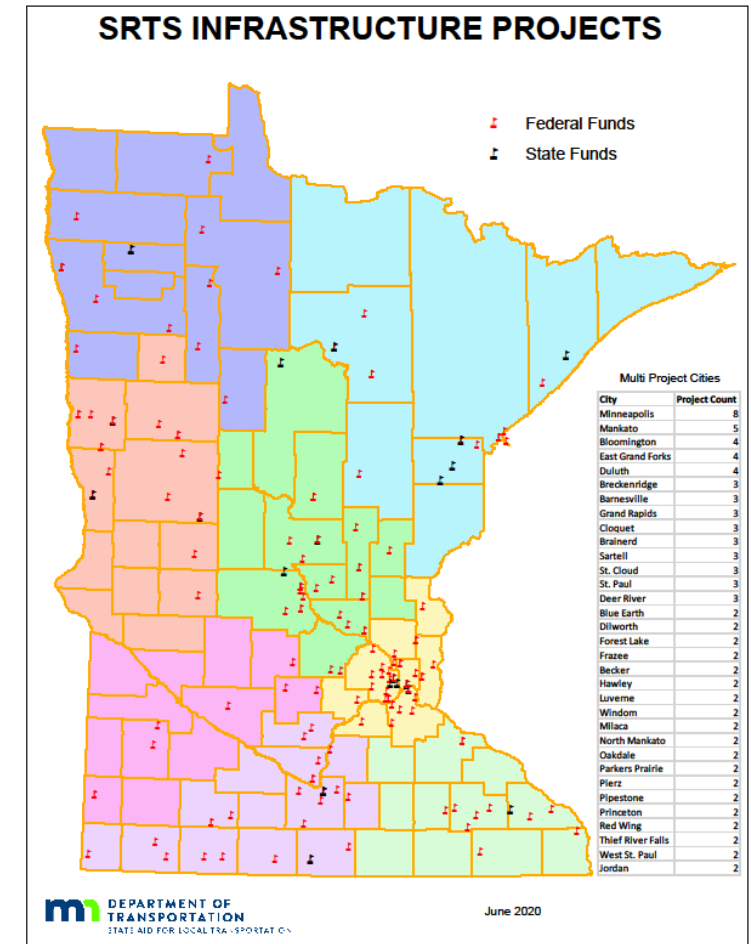 SRTS INFRASTRUCTURE PROJECTS
Federal Funds
State Funds
Multi Project Cities
City Project Count
Minneapolis 8
Mankato 5
Bloomington 4
East Grand Forks 4
Duluth 4
Breckenridge 3
Barnesville 3
Grand Rapids 3
Cloquet 3
Brainerd 3
Sartell 3
St. Cloud 3
St. Paul 3
Deer River 3
Blue Earth 2
Dilworth 2
Forest Lake 2
Frazee 2
Becker 2
Hawley 2
Luverne 2
Windom 2
Milaca 2
North Mankato 2
Oakdale 2
Parkers Prairie 2
Pierz 2
Pipestone 2
Princeton 2
Red Wing 2
Thief River Falls 2
West St. Paul 2
Jordan 2
DEPARTMENT OF
TRANSPORTATION
STATE AID FOR LOCAL TRANSPORTATION
June 2020